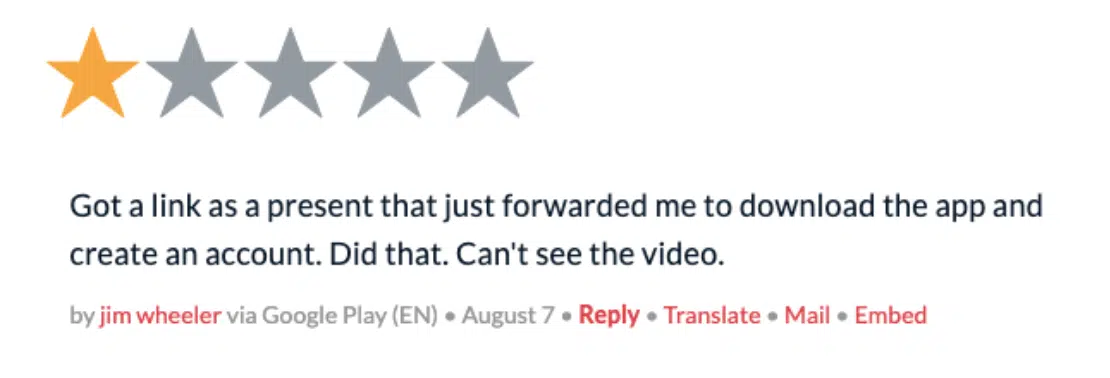 Got a link as a present that just forwarded me to download the app and
create an account. Did that. Can't see the video.
by jim wheeler via Google Play (EN) • August 7 • Reply • Translate • Mail • Embed